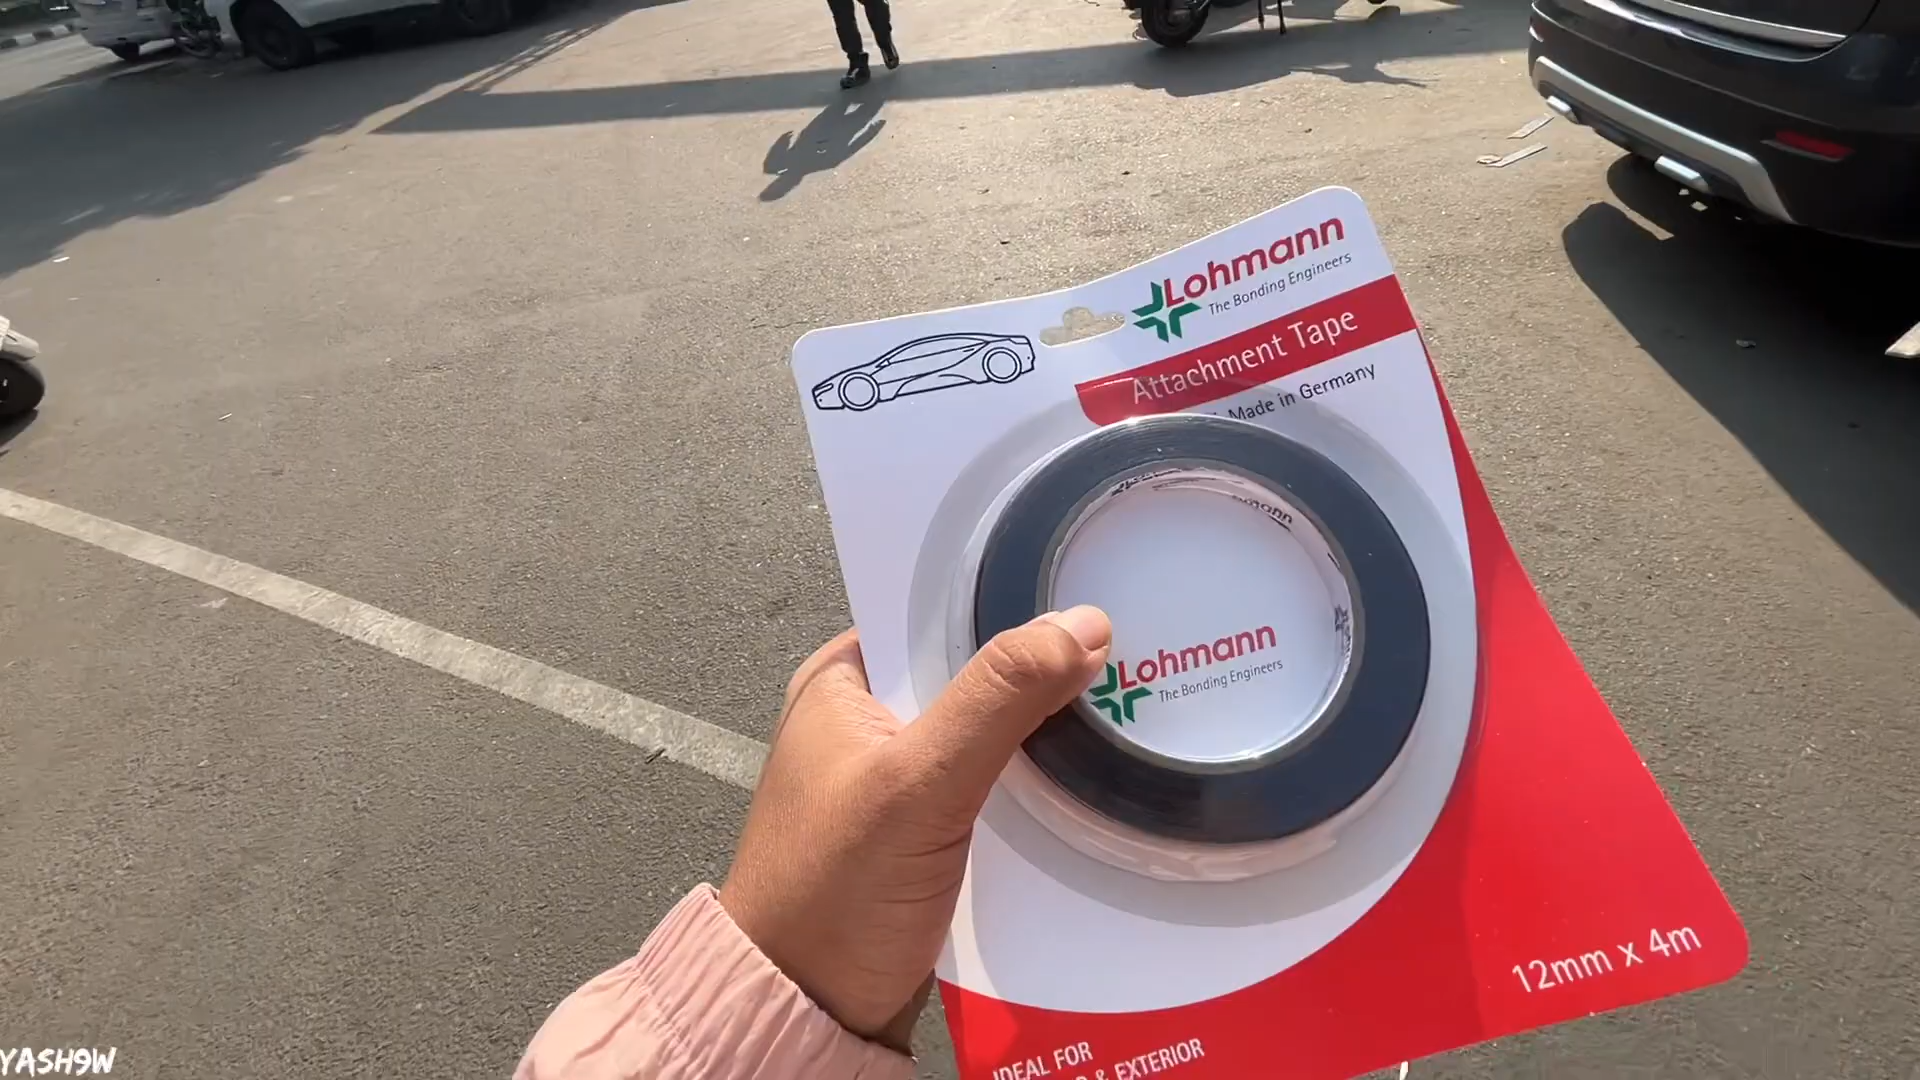 Lohmann
The Bonding Engineers
Attachment Tape
Made in Germany
Lohmann
The Bonding Engineers
12mm x 4m
IDEAL FOR
& EXTERIOR
YASH9W